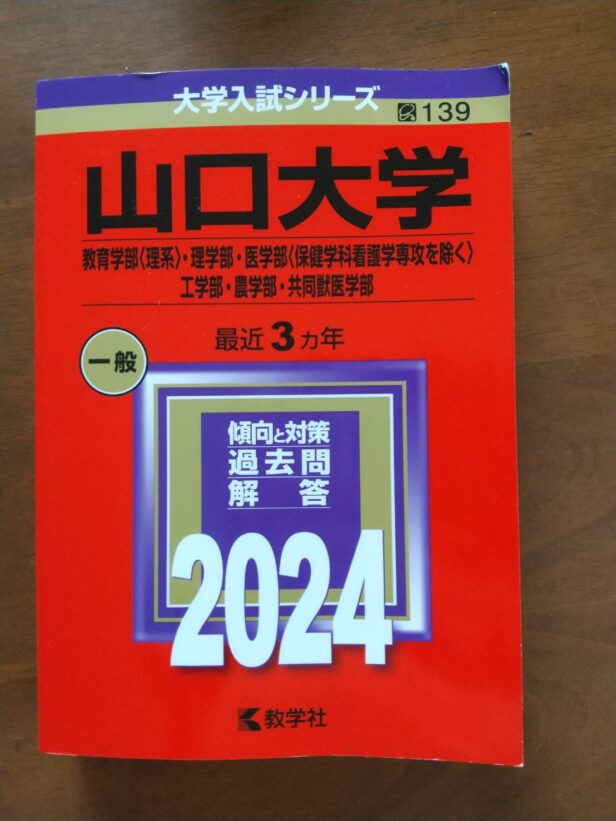 大学入試シリーズ
139
山口大学
教育学部〈理系〉・理学部・医学部〈保健学科看護学専攻を除く〉
工学部・農学部・共同獣医学部
最近3カ年
一般
傾向と対策
過去問
解答
2024
教学社